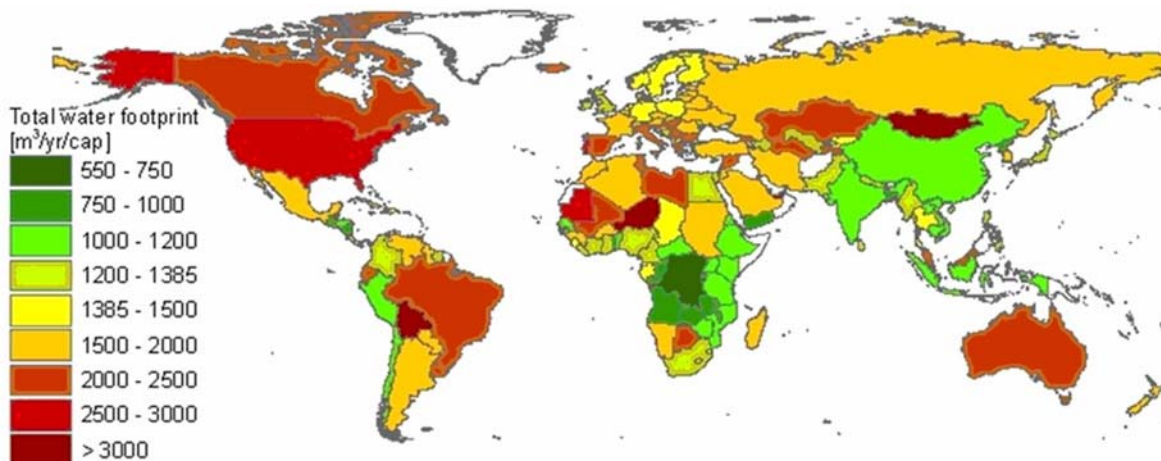 Total water footprint
[m³/yr/cap]
550 - 750
750 - 1000
1000 - 1200
1200 - 1385
1385 - 1500
1500 - 2000
2000 - 2500
2500 - 3000
> 3000